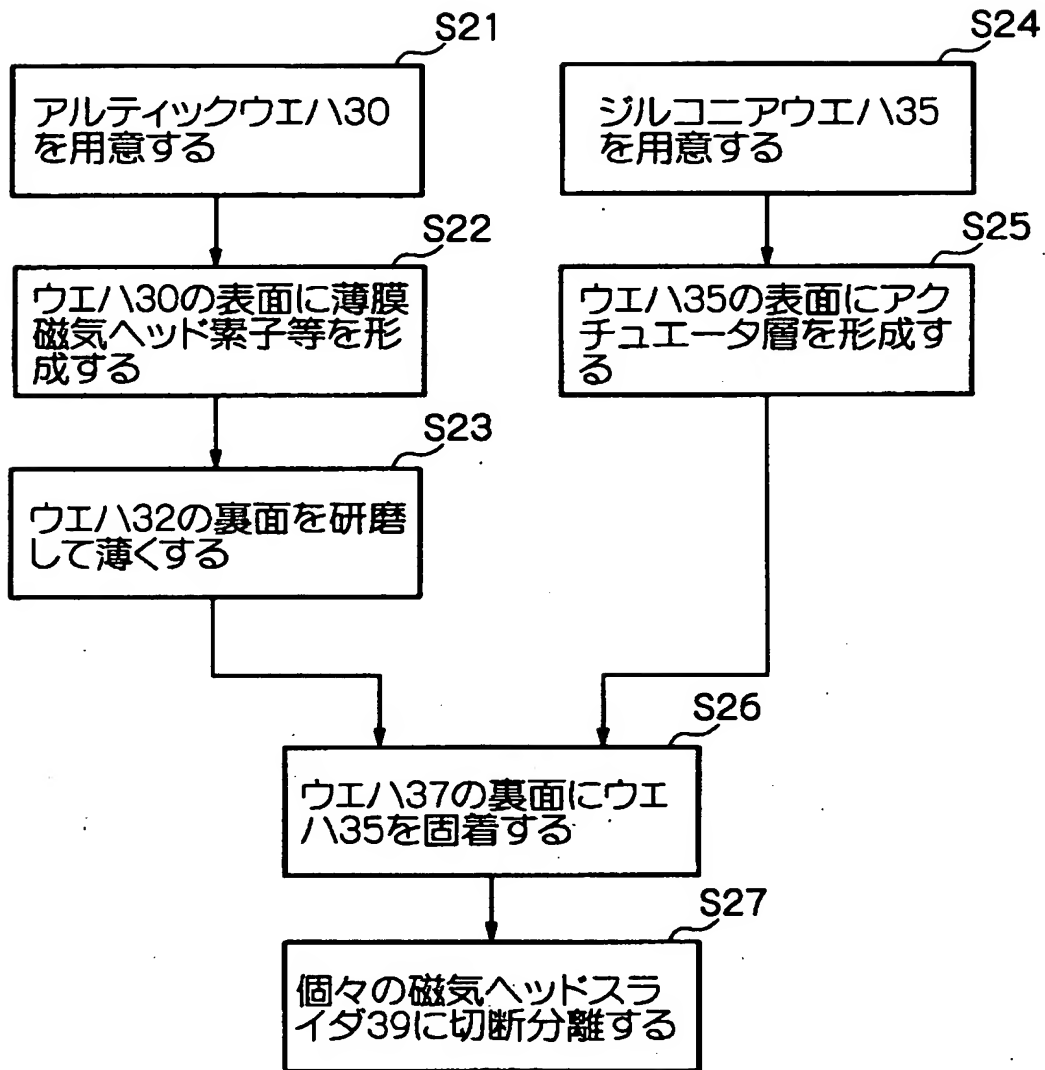 S21
アルティックウエハ30
を用意する
S24
ジルコニアウエハ35
を用意する
S22
ウエハ30の表面に薄膜
磁気ヘッド素子等を形
成する
S25
ウエハ35の表面にアク
チュエータ層を形成す
る
S23
ウエハ32の裏面を研磨
して薄くする
S26
ウエハ37の裏面にウエ
ハ35を固着する
S27
個々の磁気ヘッドスラ
イダ39に切断分離する